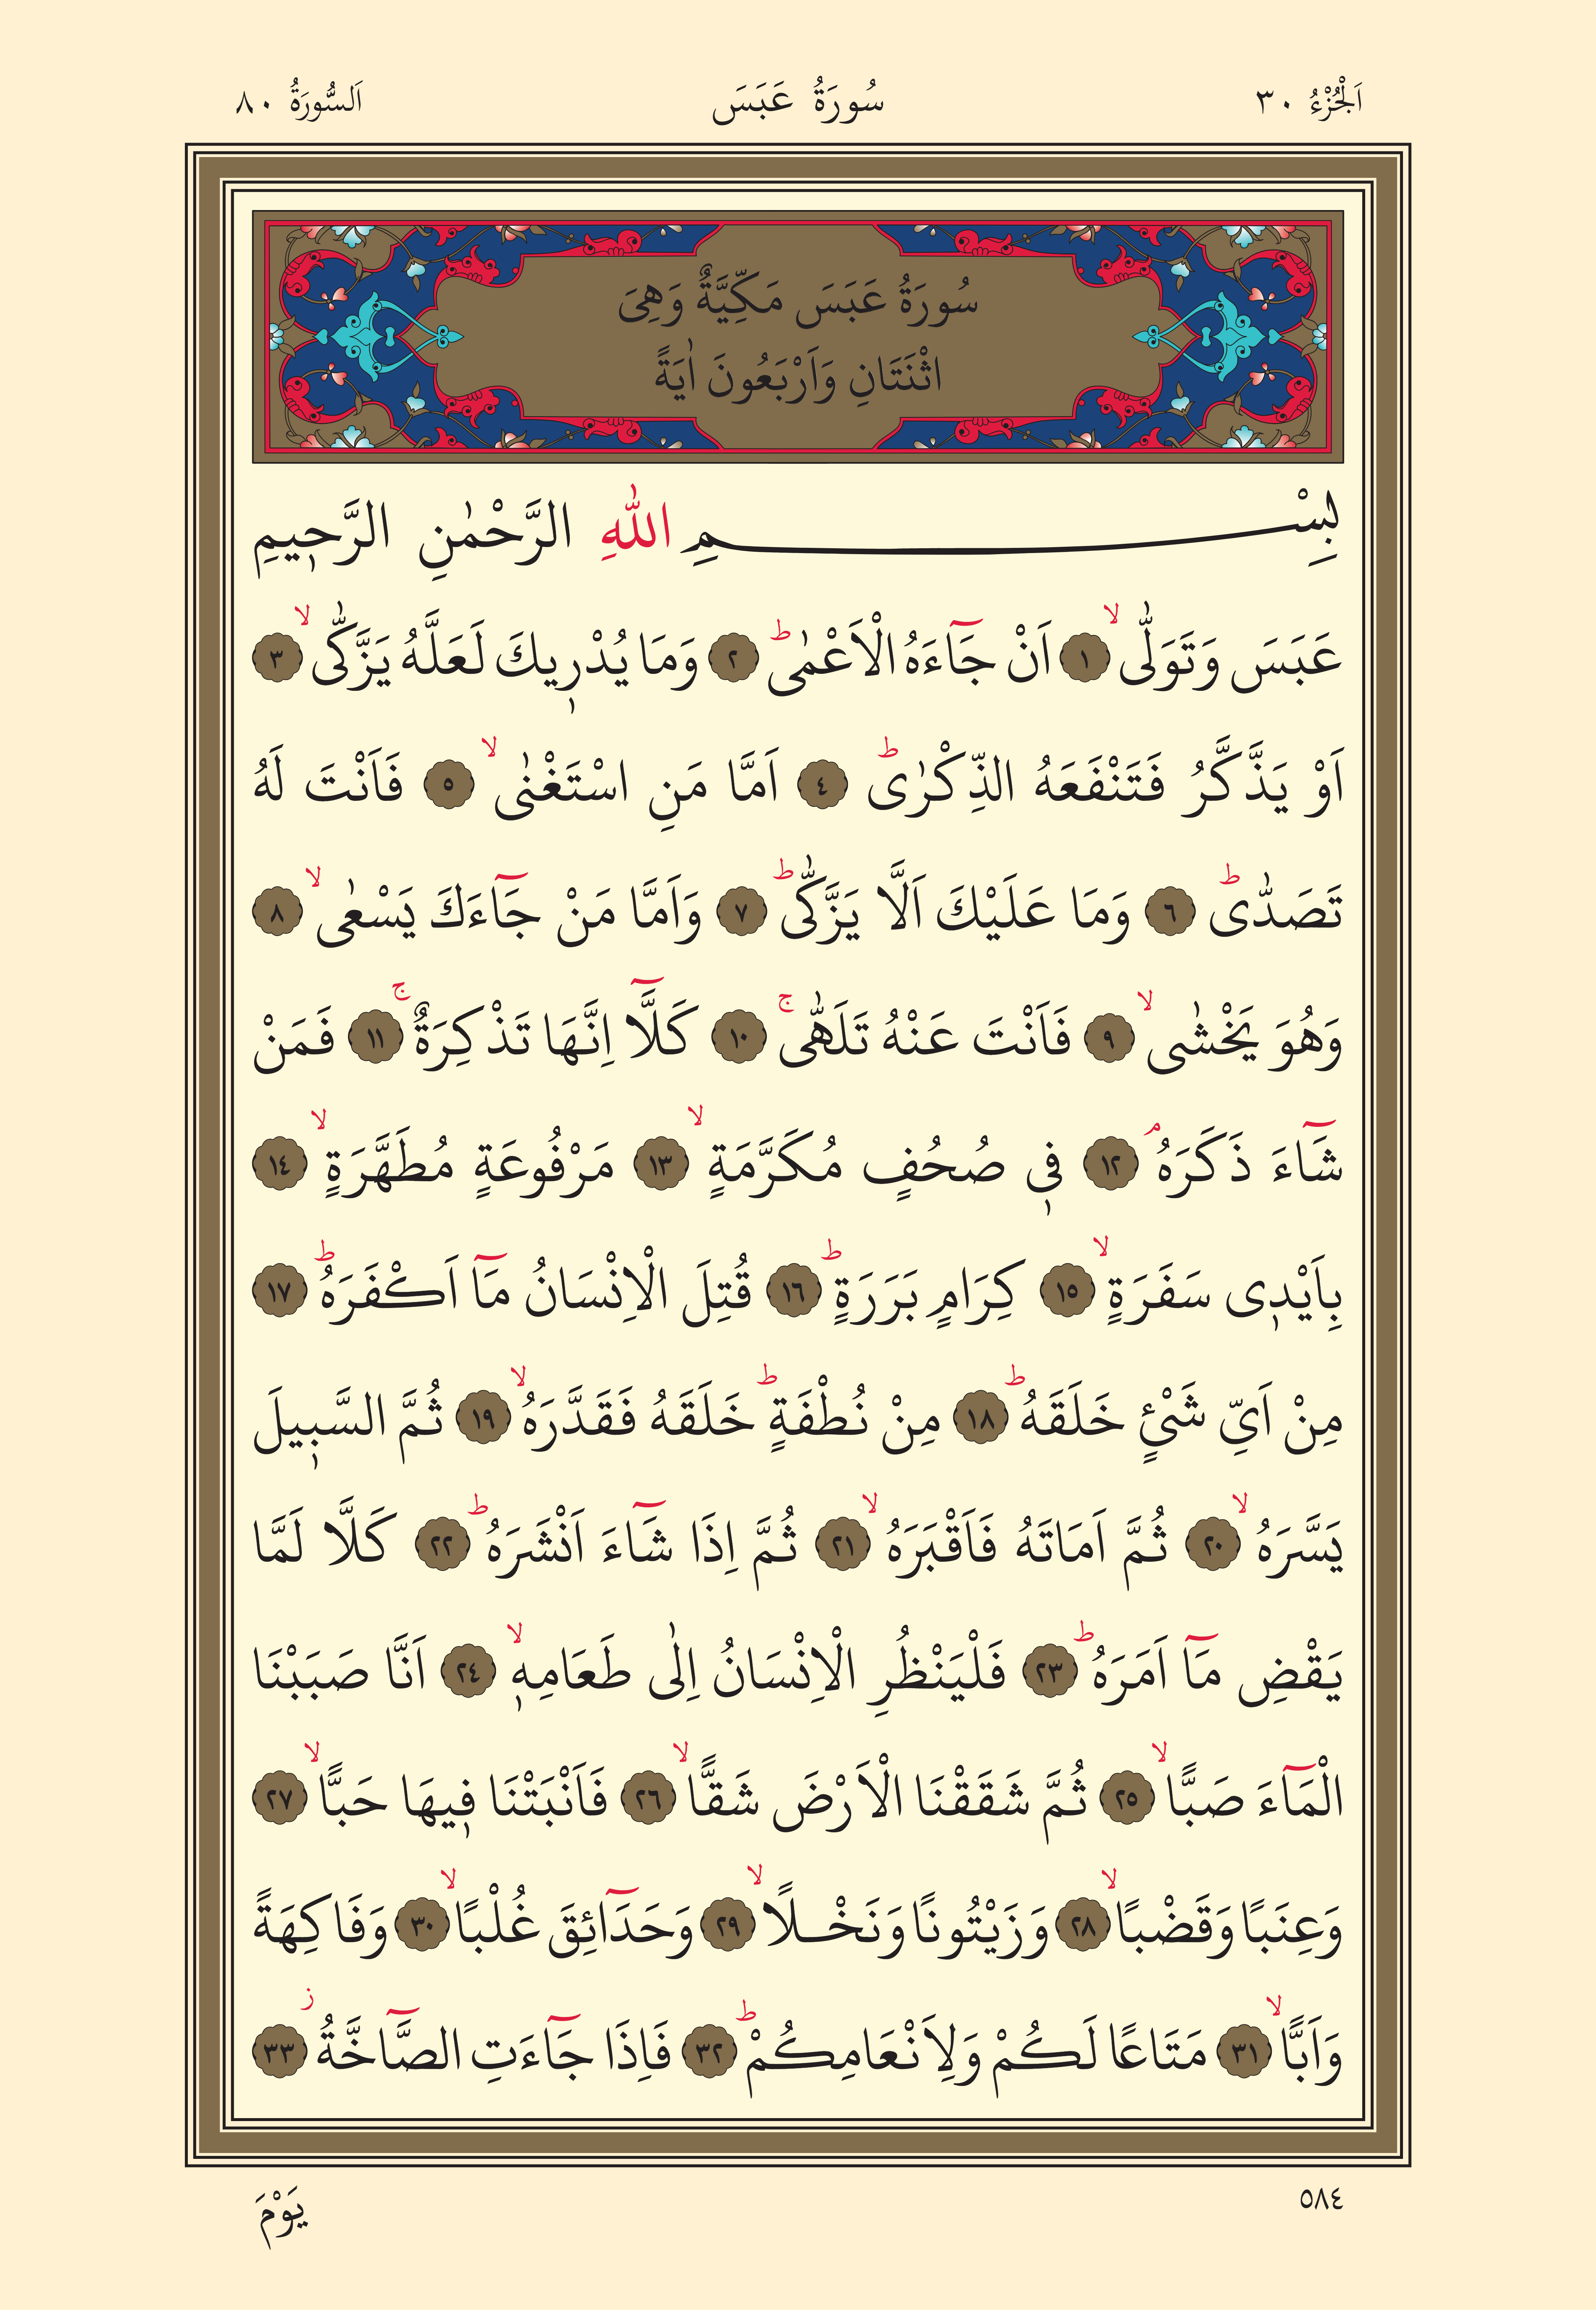 اَلْجُزْءُ ٣٠
سُورَةُ عَبَسَ
اَلسُّورَةُ ٨٠
سُورَةُ عَبَسَ مَكِّيَّةٌ وَهِىَ
اثْنَتَانِ وَاَرْبَعُونَ اٰيَةً
بِسْمِ اللّٰهِ الرَّحْمٰنِ الرَّحٖيمِ
عَبَسَ وَتَوَلّٰىۙ ١ اَنْ جَٓاءَهُ الْاَعْمٰىؕ ٢ وَمَا يُدْرٖيكَ لَعَلَّهُ يَزَّكّٰىۙ ٣
اَوْ يَذَّكَّرُ فَتَنْفَعَهُ الذِّكْرٰىؕ ٤ اَمَّا مَنِ اسْتَغْنٰىۙ ٥ فَاَنْتَ لَهُ
تَصَدّٰىؕ ٦ وَمَا عَلَيْكَ اَلَّا يَزَّكّٰىؕ ٧ وَاَمَّا مَنْ جَٓاءَكَ يَسْعٰىۙ ٨
وَهُوَ يَخْشٰىۙ ٩ فَاَنْتَ عَنْهُ تَلَهّٰىۚ ١٠ كَلَّٓا اِنَّهَا تَذْكِرَةٌۚ ١١ فَمَنْ
شَٓاءَ ذَكَرَهُۢ ١٢ فٖى صُحُفٍ مُكَرَّمَةٍۙ ١٣ مَرْفُوعَةٍ مُطَهَّرَةٍۙ ١٤
بِاَيْدٖى سَفَرَةٍۙ ١٥ كِرَامٍ بَرَرَةٍؕ ١٦ قُتِلَ الْاِنْسَانُ مَٓا اَكْفَرَهُؕ ١٧
مِنْ اَيِّ شَىْءٍ خَلَقَهُؕ ١٨ مِنْ نُطْفَةٍؕ خَلَقَهُ فَقَدَّرَهُۙ ١٩ ثُمَّ السَّبٖيلَ
يَسَّرَهُۙ ٢٠ ثُمَّ اَمَاتَهُ فَاَقْبَرَهُۙ ٢١ ثُمَّ اِذَا شَٓاءَ اَنْشَرَهُؕ ٢٢ كَلَّا لَمَّا
يَقْضِ مَٓا اَمَرَهُؕ ٢٣ فَلْيَنْظُرِ الْاِنْسَانُ اِلٰى طَعَامِهٖۙ ٢٤ اَنَّا صَبَبْنَا
الْمَٓاءَ صَبًّاۙ ٢٥ ثُمَّ شَقَقْنَا الْاَرْضَ شَقًّاۙ ٢٦ فَاَنْبَتْنَا فٖيهَا حَبًّاۙ ٢٧
وَعِنَبًا وَقَضْبًاۙ ٢٨ وَزَيْتُونًا وَنَخْلًاۙ ٢٩ وَحَدَٓائِقَ غُلْبًاۙ ٣٠ وَفَاكِهَةً
وَاَبًّاۙ ٣١ مَتَاعًا لَكُمْ وَلِاَنْعَامِكُمْؕ ٣٢ فَاِذَا جَٓاءَتِ الصَّٓاخَّةُؗ ٣٣
٥٨٤
يَوْمَ